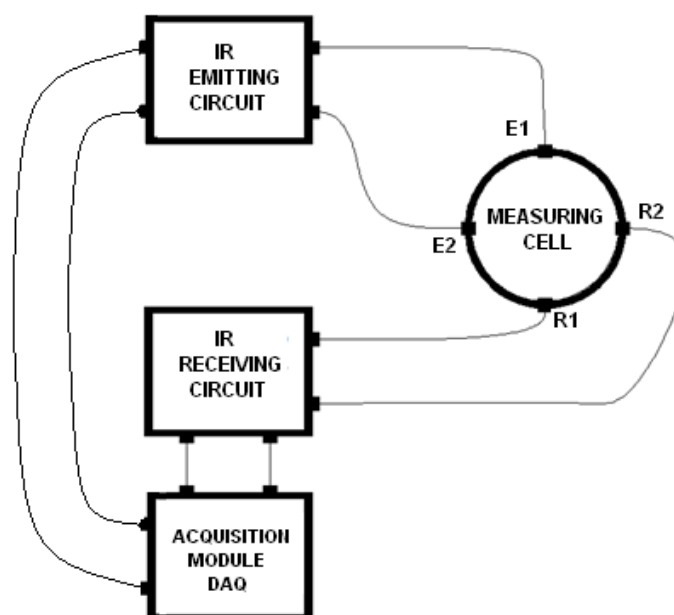 IR
EMITTING
CIRCUIT
E1
MEASURING
CELL
R2
E2
R1
IR
RECEIVING
CIRCUIT
ACQUISITION
MODULE
DAQ